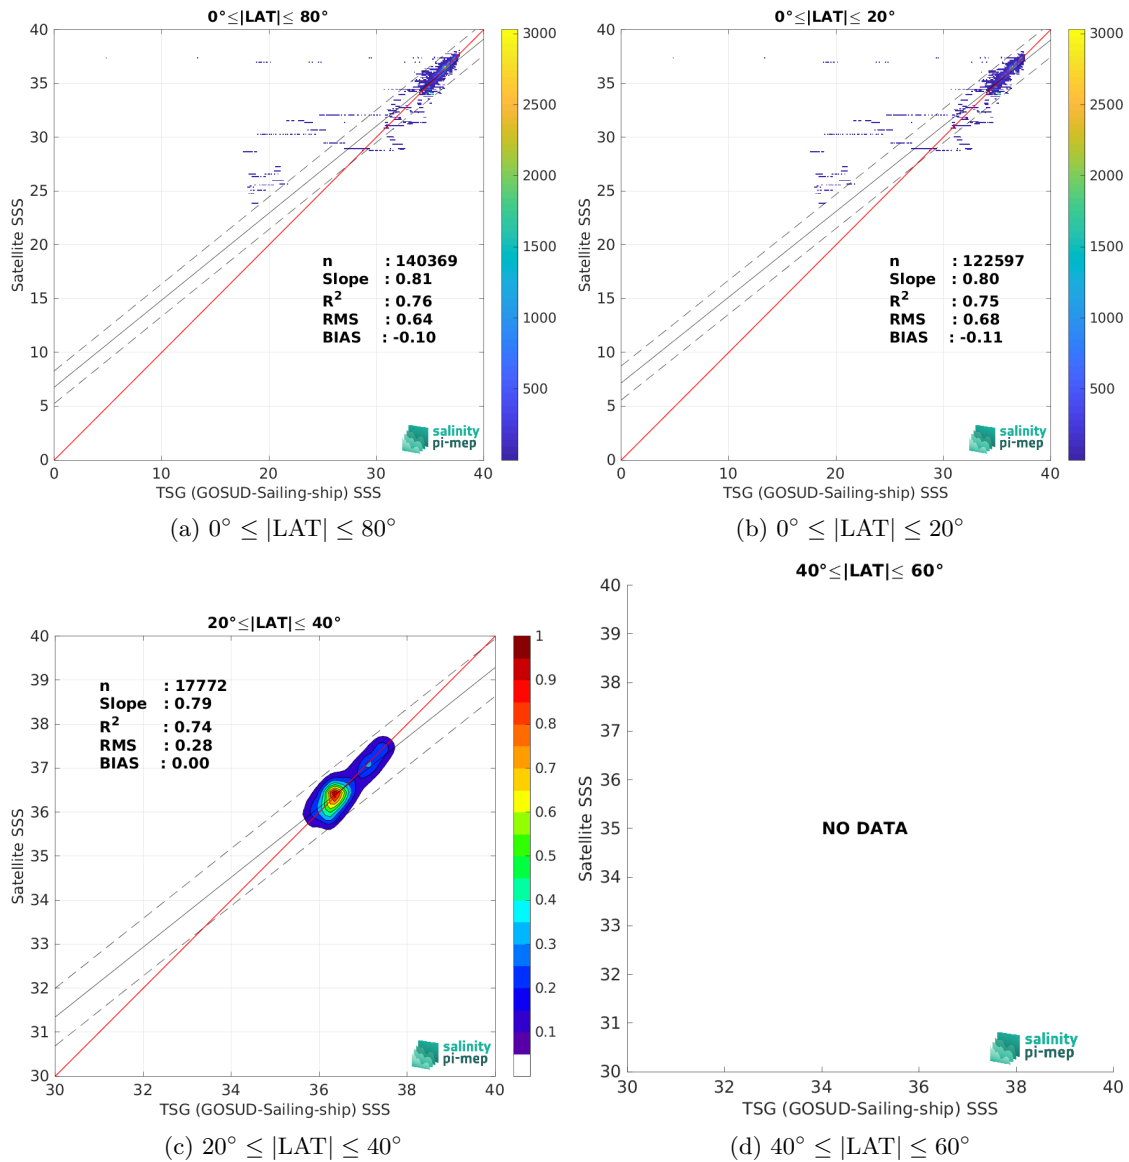 0°≤|LAT|≤ 80°
40
35
30
25
20
15
10
5
0
Satellite SSS
n : 140369
Slope : 0.81
R² : 0.76
RMS : 0.64
BIAS : -0.10
salinity
pi-mep
0 10 20 30 40
TSG (GOSUD-Sailing-ship) SSS
3000
2500
2000
1500
1000
500
(a) 0° ≤ |LAT| ≤ 80°
0°≤|LAT|≤ 20°
40
35
30
25
20
15
10
5
0
Satellite SSS
n : 122597
Slope : 0.80
R² : 0.75
RMS : 0.68
BIAS : -0.11
salinity
pi-mep
0 10 20 30 40
TSG (GOSUD-Sailing-ship) SSS
3000
2500
2000
1500
1000
500
(b) 0° ≤ |LAT| ≤ 20°
20°≤|LAT|≤ 40°
40
39
38
37
36
35
34
33
32
31
30
Satellite SSS
n : 17772
Slope : 0.79
R² : 0.74
RMS : 0.28
BIAS : 0.00
salinity
pi-mep
30 32 34 36 38 40
TSG (GOSUD-Sailing-ship) SSS
1
0.9
0.8
0.7
0.6
0.5
0.4
0.3
0.2
0.1
(c) 20° ≤ |LAT| ≤ 40°
40°≤|LAT|≤ 60°
40
39
38
37
36
35
34
33
32
31
30
Satellite SSS
NO DATA
salinity
pi-mep
30 32 34 36 38 40
TSG (GOSUD-Sailing-ship) SSS
(d) 40° ≤ |LAT| ≤ 60°